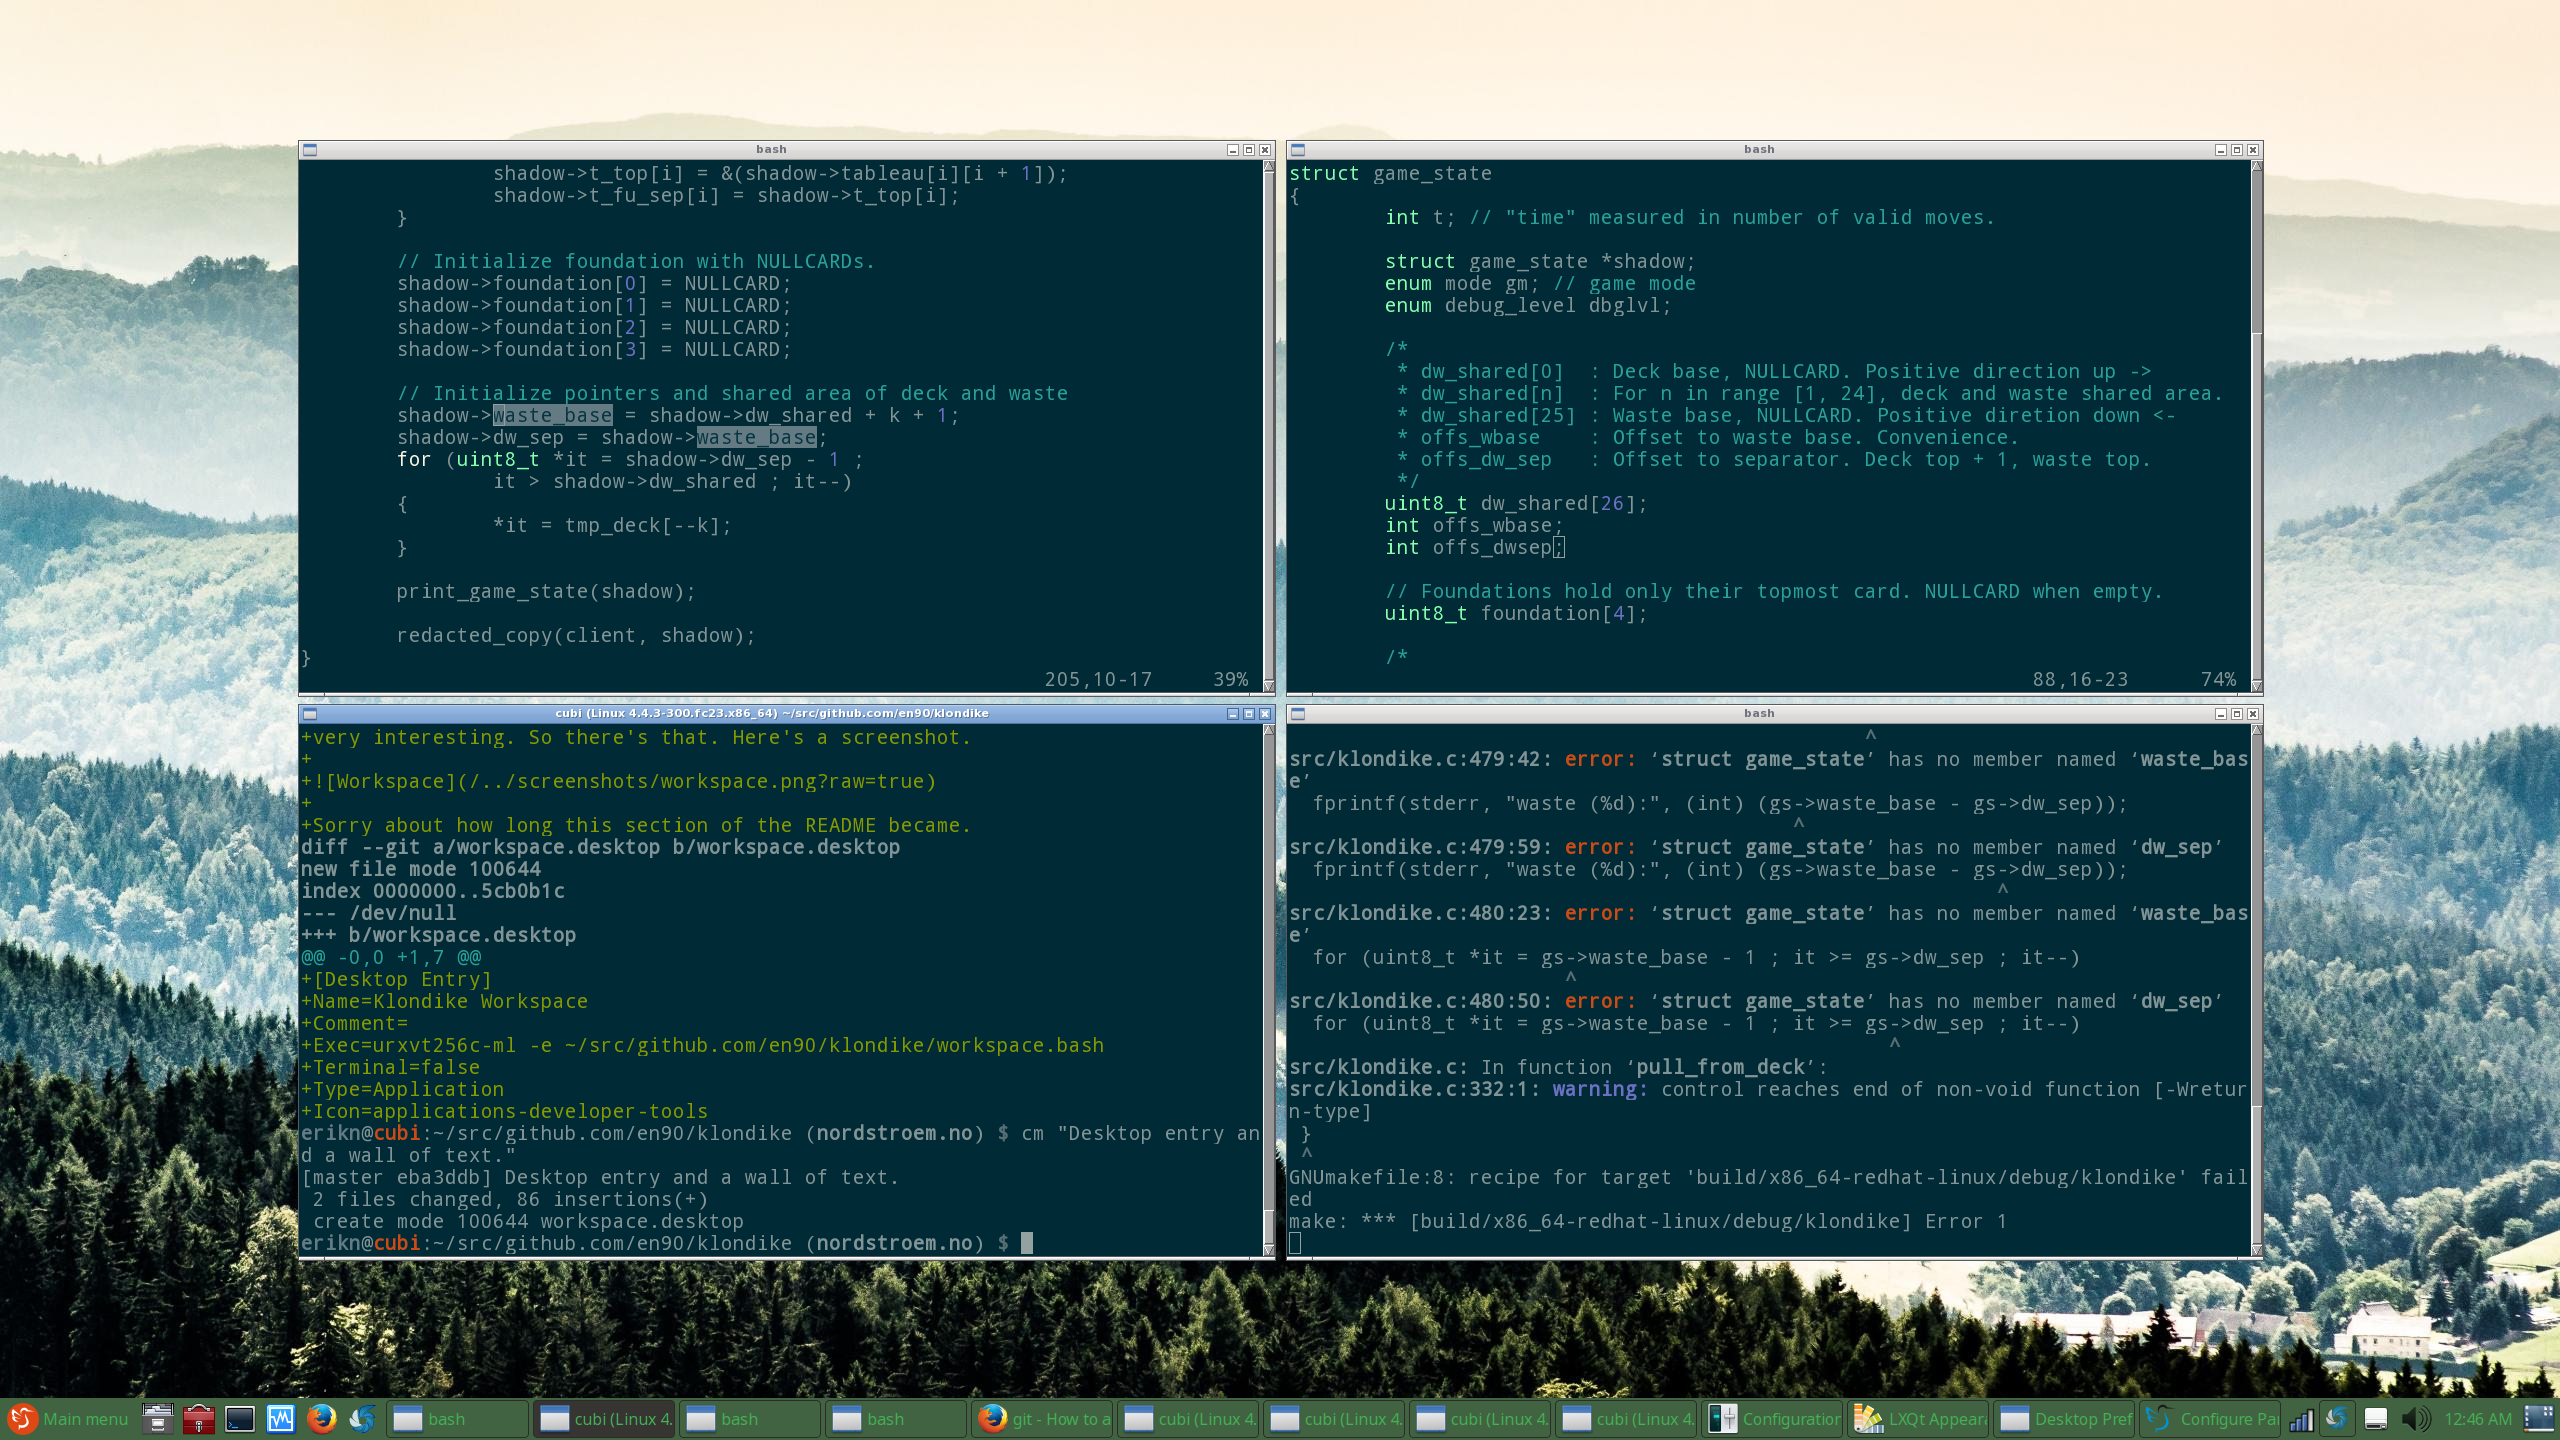 bash
shadow->t_top[i] = &(shadow->tableau[i][i + 1]);
shadow->t_fu_sep[i] = shadow->t_top[i];
}
// Initialize foundation with NULLCARDs.
shadow->foundation[0] = NULLCARD;
shadow->foundation[1] = NULLCARD;
shadow->foundation[2] = NULLCARD;
shadow->foundation[3] = NULLCARD;
// Initialize pointers and shared area of deck and waste
shadow->waste_base = shadow->dw_shared + k + 1;
shadow->dw_sep = shadow->waste_base;
for (uint8_t *it = shadow->dw_sep - 1 ;
it > shadow->dw_shared ; it--)
{
*it = tmp_deck[--k];
}
print_game_state(shadow);
redacted_copy(client, shadow);
}
205,10-17 39%
bash
struct game_state
{
int t; // "time" measured in number of valid moves.
struct game_state *shadow;
enum mode gm; // game mode
enum debug_level dbglvl;
/*
* dw_shared[0] : Deck base, NULLCARD. Positive direction up ->
* dw_shared[n] : For n in range [1, 24], deck and waste shared area.
* dw_shared[25] : Waste base, NULLCARD. Positive diretion down <-
* offs_wbase : Offset to waste base. Convenience.
* offs_dw_sep : Offset to separator. Deck top + 1, waste top.
*/
uint8_t dw_shared[26];
int offs_wbase;
int offs_dwsep;
// Foundations hold only their topmost card. NULLCARD when empty.
uint8_t foundation[4];
/*
88,16-23 74%
cubi (Linux 4.4.3-300.fc23.x86_64) ~/src/github.com/en90/klondike
+very interesting. So there's that. Here's a screenshot.
+
+![Workspace](/../screenshots/workspace.png?raw=true)
+
+Sorry about how long this section of the README became.
diff --git a/workspace.desktop b/workspace.desktop
new file mode 100644
index 0000000..5cb0b1c
--- /dev/null
+++ b/workspace.desktop
@@ -0,0 +1,7 @@
+[Desktop Entry]
+Name=Klondike Workspace
+Comment=
+Exec=urxvt256c-ml -e ~/src/github.com/en90/klondike/workspace.bash
+Terminal=false
+Type=Application
+Icon=applications-developer-tools
erikn@cubi:~/src/github.com/en90/klondike (nordstroem.no) $ cm "Desktop entry an
d a wall of text."
[master eba3ddb] Desktop entry and a wall of text.
2 files changed, 86 insertions(+)
create mode 100644 workspace.desktop
erikn@cubi:~/src/github.com/en90/klondike (nordstroem.no) $
bash
^
src/klondike.c:479:42: error: ‘struct game_state’ has no member named ‘waste_bas
e’
fprintf(stderr, "waste (%d):", (int) (gs->waste_base - gs->dw_sep));
^
src/klondike.c:479:59: error: ‘struct game_state’ has no member named ‘dw_sep’
fprintf(stderr, "waste (%d):", (int) (gs->waste_base - gs->dw_sep));
^
src/klondike.c:480:23: error: ‘struct game_state’ has no member named ‘waste_bas
e’
for (uint8_t *it = gs->waste_base - 1 ; it >= gs->dw_sep ; it--)
^
src/klondike.c:480:50: error: ‘struct game_state’ has no member named ‘dw_sep’
for (uint8_t *it = gs->waste_base - 1 ; it >= gs->dw_sep ; it--)
^
src/klondike.c: In function ‘pull_from_deck’:
src/klondike.c:332:1: warning: control reaches end of non-void function [-Wretur
n-type]
}
^
GNUmakefile:8: recipe for target 'build/x86_64-redhat-linux/debug/klondike' fail
ed
make: *** [build/x86_64-redhat-linux/debug/klondike] Error 1
Main menu bash cubi (Linux 4. bash bash git - How to a cubi (Linux 4. cubi (Linux 4. cubi (Linux 4. cubi (Linux 4. Configuration LXQt Appeara Desktop Pref Configure Pa 12:46 AM